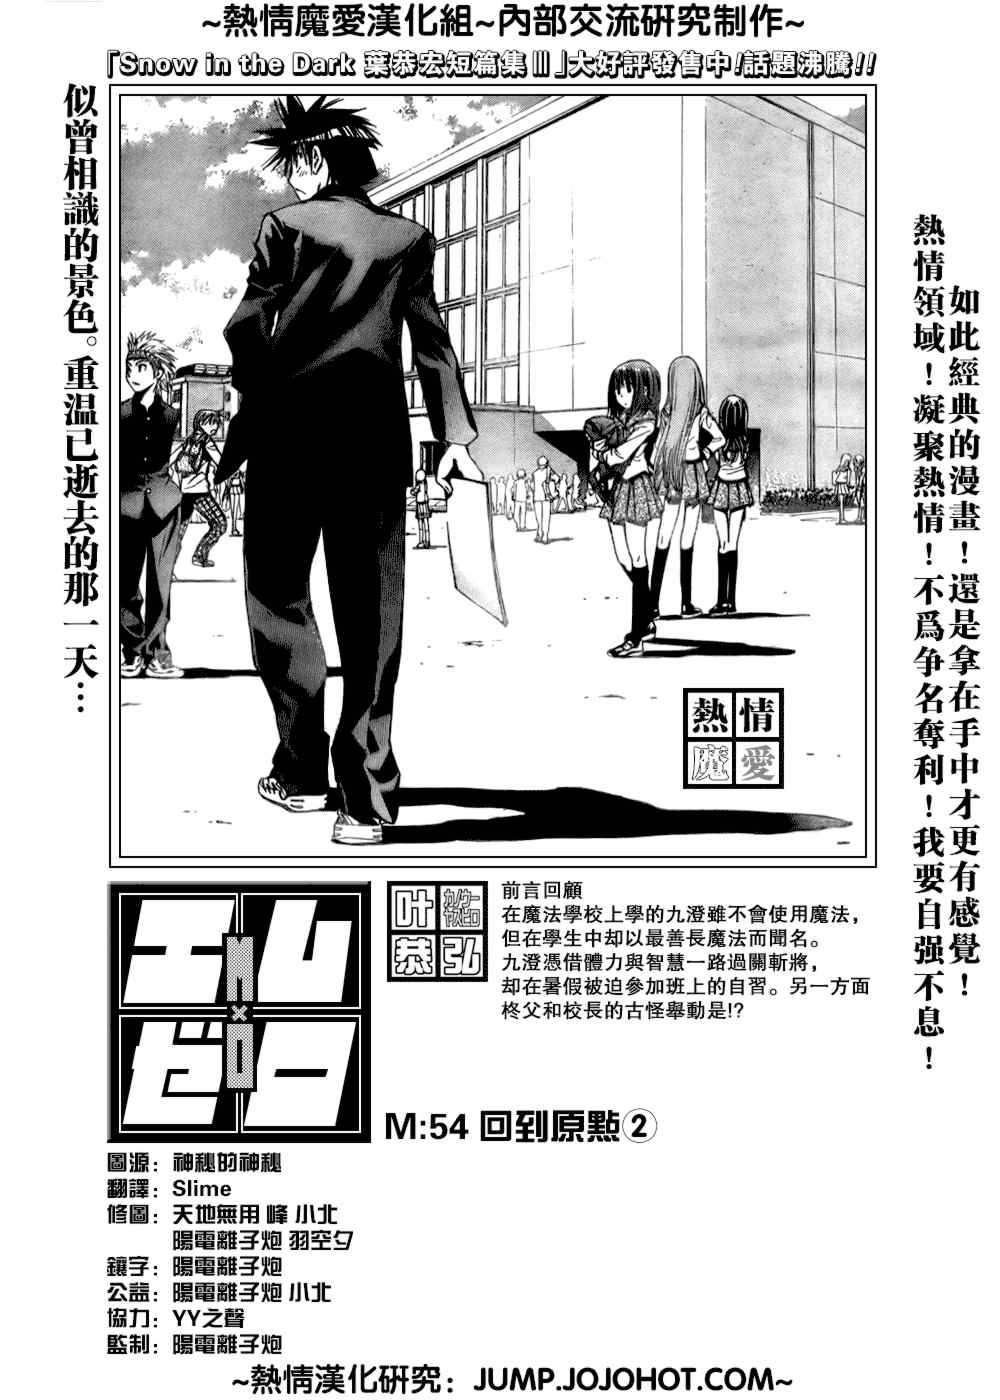 ~熱情魔愛漢化組~內部交流研究制作~
「Snow in the Dark 葉恭宏短篇集Ⅲ」大好評發售中!話題沸騰!!
如此經典的漫畫！還是拿在手中才更有感覺！
熱情領域！凝聚熱情！不爲争名奪利！我要自强不息！
似曾相識的景色。重温已逝去的那一天…
熱情
魔愛
エム
ゼロ
M×0
叶
恭弘
カノウ
ヤスヒロ
前言回顧
在魔法學校上學的九澄雖不會使用魔法,
但在學生中却以最善長魔法而聞名。
九澄憑借體力與智慧一路過關斬將,
却在暑假被迫參加班上的自習。另一方面
柊父和校長的古怪舉動是!?
M:54 回到原點②
圖源：神秘的神秘
翻譯：Slime
修圖：天地無用 峰 小北
陽電離子炮 羽空夕
鑲字：陽電離子炮
公益：陽電離子炮 小北
協力：YY之聲
監制：陽電離子炮
~熱情漢化研究：JUMP.JOJOHOT.COM~